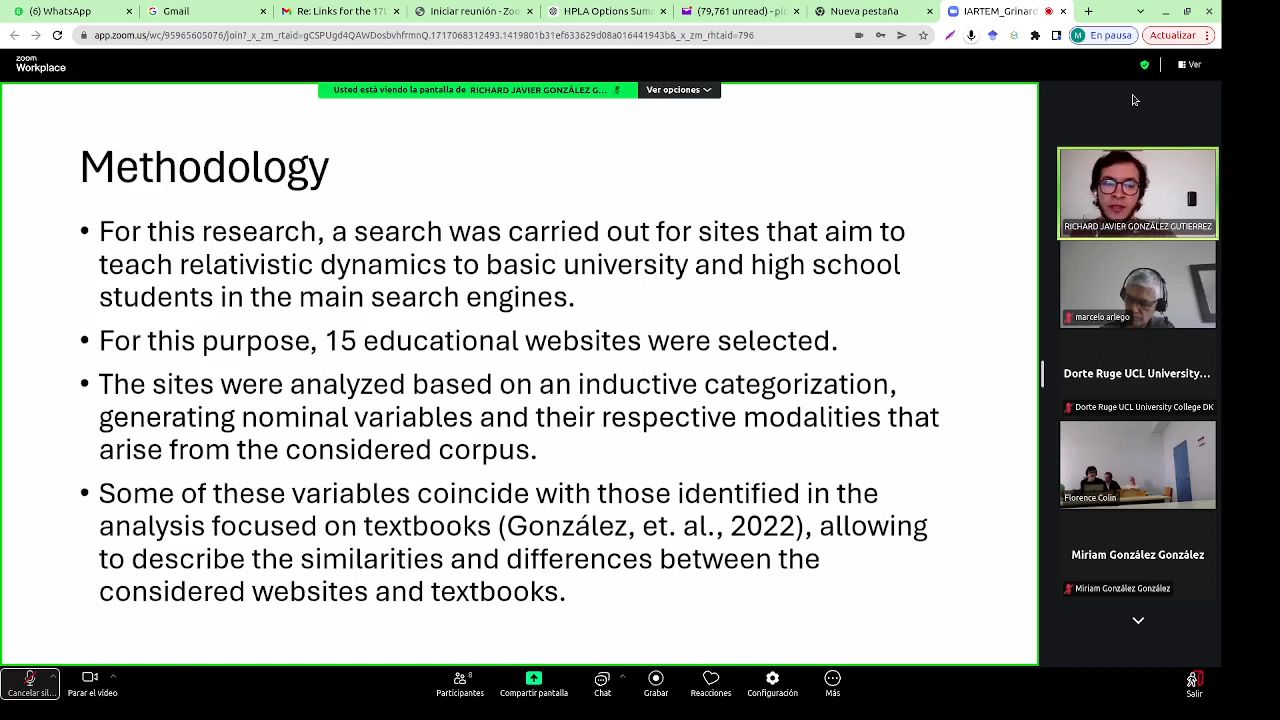 (6) WhatsApp
Gmail
Re: Links for the 17t
Iniciar reunión - Zoo
HPLA Options Sum
(79,761 unread) - pi
Nueva pestaña
IARTEM_Grinard
app.zoom.us/wc/95965605076/join?_x_zm_rtaid=gCSPUgd4QAWDCtbvhfrmnQ.1717068312493.1419801b31ef633629d08a016441943b&_x_zm_rhtaid=796
M En pausa
Actualizar
zoom
Workplace
Ver
Usted está viendo la pantalla de RICHARD JAVIER GONZÁLEZ G...
Ver opciones
Methodology
• For this research, a search was carried out for sites that aim to
teach relativistic dynamics to basic university and high school
students in the main search engines.
• For this purpose, 15 educational websites were selected.
• The sites were analyzed based on an inductive categorization,
generating nominal variables and their respective modalities that
arise from the considered corpus.
• Some of these variables coincide with those identified in the
analysis focused on textbooks (González, et. al., 2022), allowing
to describe the similarities and differences between the
considered websites and textbooks.
RICHARD JAVIER GONZÁLEZ GUTIERREZ
marcelo arlego
Dorte Ruge UCL University...
Dorte Ruge UCL University College DK
Florence Colin
Miriam González González
Miriam González González
Cancelar sil...
Parar el vídeo
Participantes
8
Compartir pantalla
Chat
Grabar
Reacciones
Configuración
Más
Salir